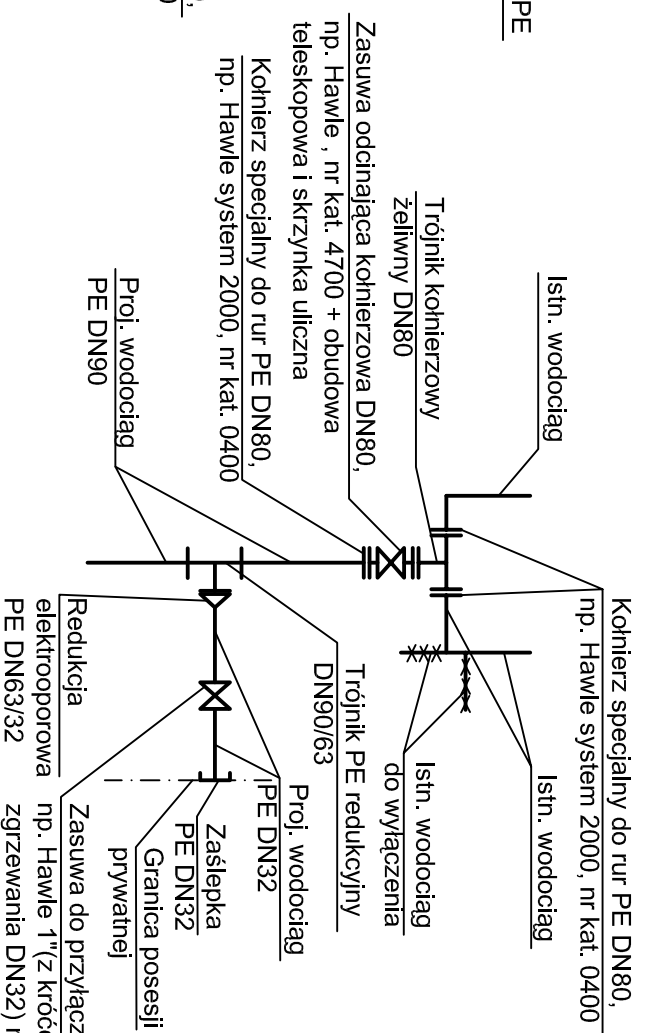 PE
Istn. wodociąg
Trójnik kołnierzowy
żeliwny DN80
Zasuwa odcinająca kołnierzowa DN80,
np. Hawle , nr kat. 4700 + obudowa
teleskopowa i skrzynka uliczna
Kołnierz specjalny do rur PE DN80,
np. Hawle system 2000, nr kat. 0400
Proj. wodociąg
PE DN90
Kołnierz specjalny do rur PE DN80,
np. Hawle system 2000, nr kat. 0400
Istn. wodociąg
Istn. wodociąg
do wyłączenia
Trójnik PE redukcyjny
DN90/63
Proj. wodociąg
PE DN32
Zaślepka
PE DN32
Granica posesji
prywatnej
Redukcja
elektrooporowa
PE DN63/32
Zasuwa do
np. Hawle 1"(z
zgrzewania DN32)